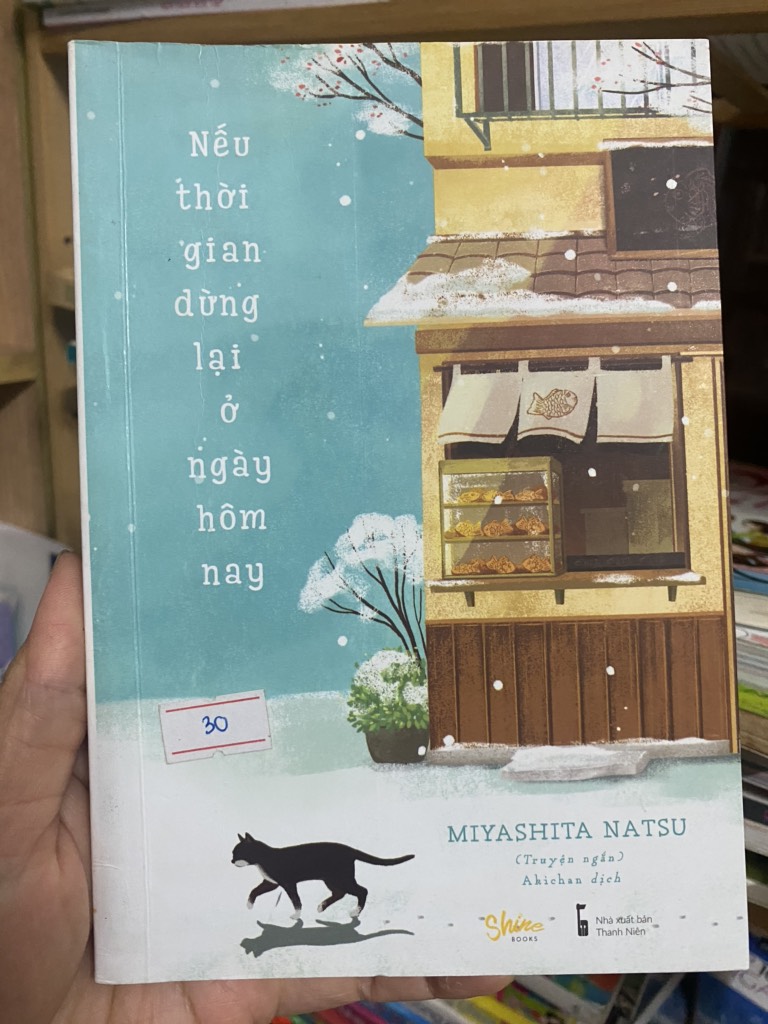 Nếu
thời
gian
dừng
lại
ở
ngày
hôm
nay
30
MIYASHITA NATSU
(Truyện ngắn)
Akichan dịch
Shine
BOOKS
Nhà xuất bản
Thanh Niên